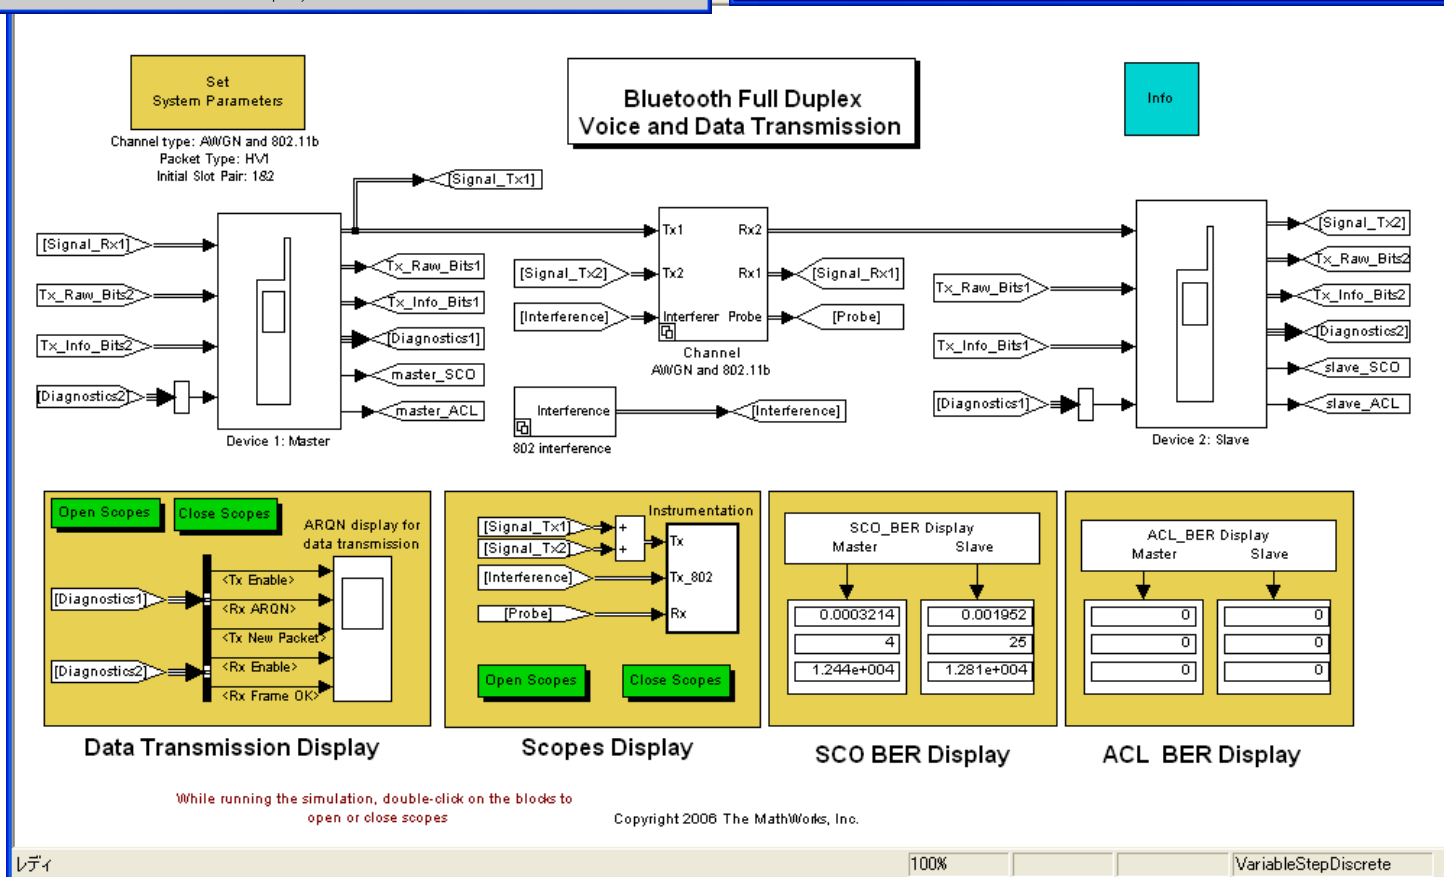 Set
System Parameters
Channel type: AWGN and 802.11b
Packet Type: HV1
Initial Slot Pair: 1&2
Bluetooth Full Duplex
Voice and Data Transmission
Info
[Signal_Tx1]
[Signal_Rx1]
Tx_Raw_Bits2
Tx_Info_Bits2
[Diagnostics2]
Device 1: Master
Tx_Raw_Bits1
Tx_Info_Bits1
[Diagnostics1]
master_SCO
master_ACL
[Signal_Tx2]
[Interference]
Tx1
Rx2
Tx2
Rx1
Interferer
Probe
Channel
AWGN and 802.11b
[Signal_Rx1]
[Probe]
Interference
802 interference
[Interference]
Tx_Raw_Bits1
Tx_Info_Bits1
[Diagnostics1]
Device 2: Slave
[Signal_Tx2]
Tx_Raw_Bits2
Tx_Info_Bits2
[Diagnostics2]
slave_SCO
slave_ACL
Open Scopes
Close Scopes
ARQN display for
data transmission
[Diagnostics1]
[Diagnostics2]
<Tx Enable>
<Rx ARQN>
<Tx New Packet>
<Rx Enable>
<Rx Frame OK>
Data Transmission Display
[Signal_Tx1]
[Signal_Tx2]
[Interference]
[Probe]
+
+
Instrumentation
Tx
Tx_802
Rx
Open Scopes
Close Scopes
Scopes Display
SCO_BER Display
Master
Slave
0.0003214
4
1.244e+004
0.001952
25
1.281e+004
SCO BER Display
ACL_BER Display
Master
Slave
0
0
0
0
0
0
ACL BER Display
While running the simulation, double-click on the blocks to
open or close scopes
Copyright 2006 The MathWorks, Inc.
レディ
100%
VariableStepDiscrete